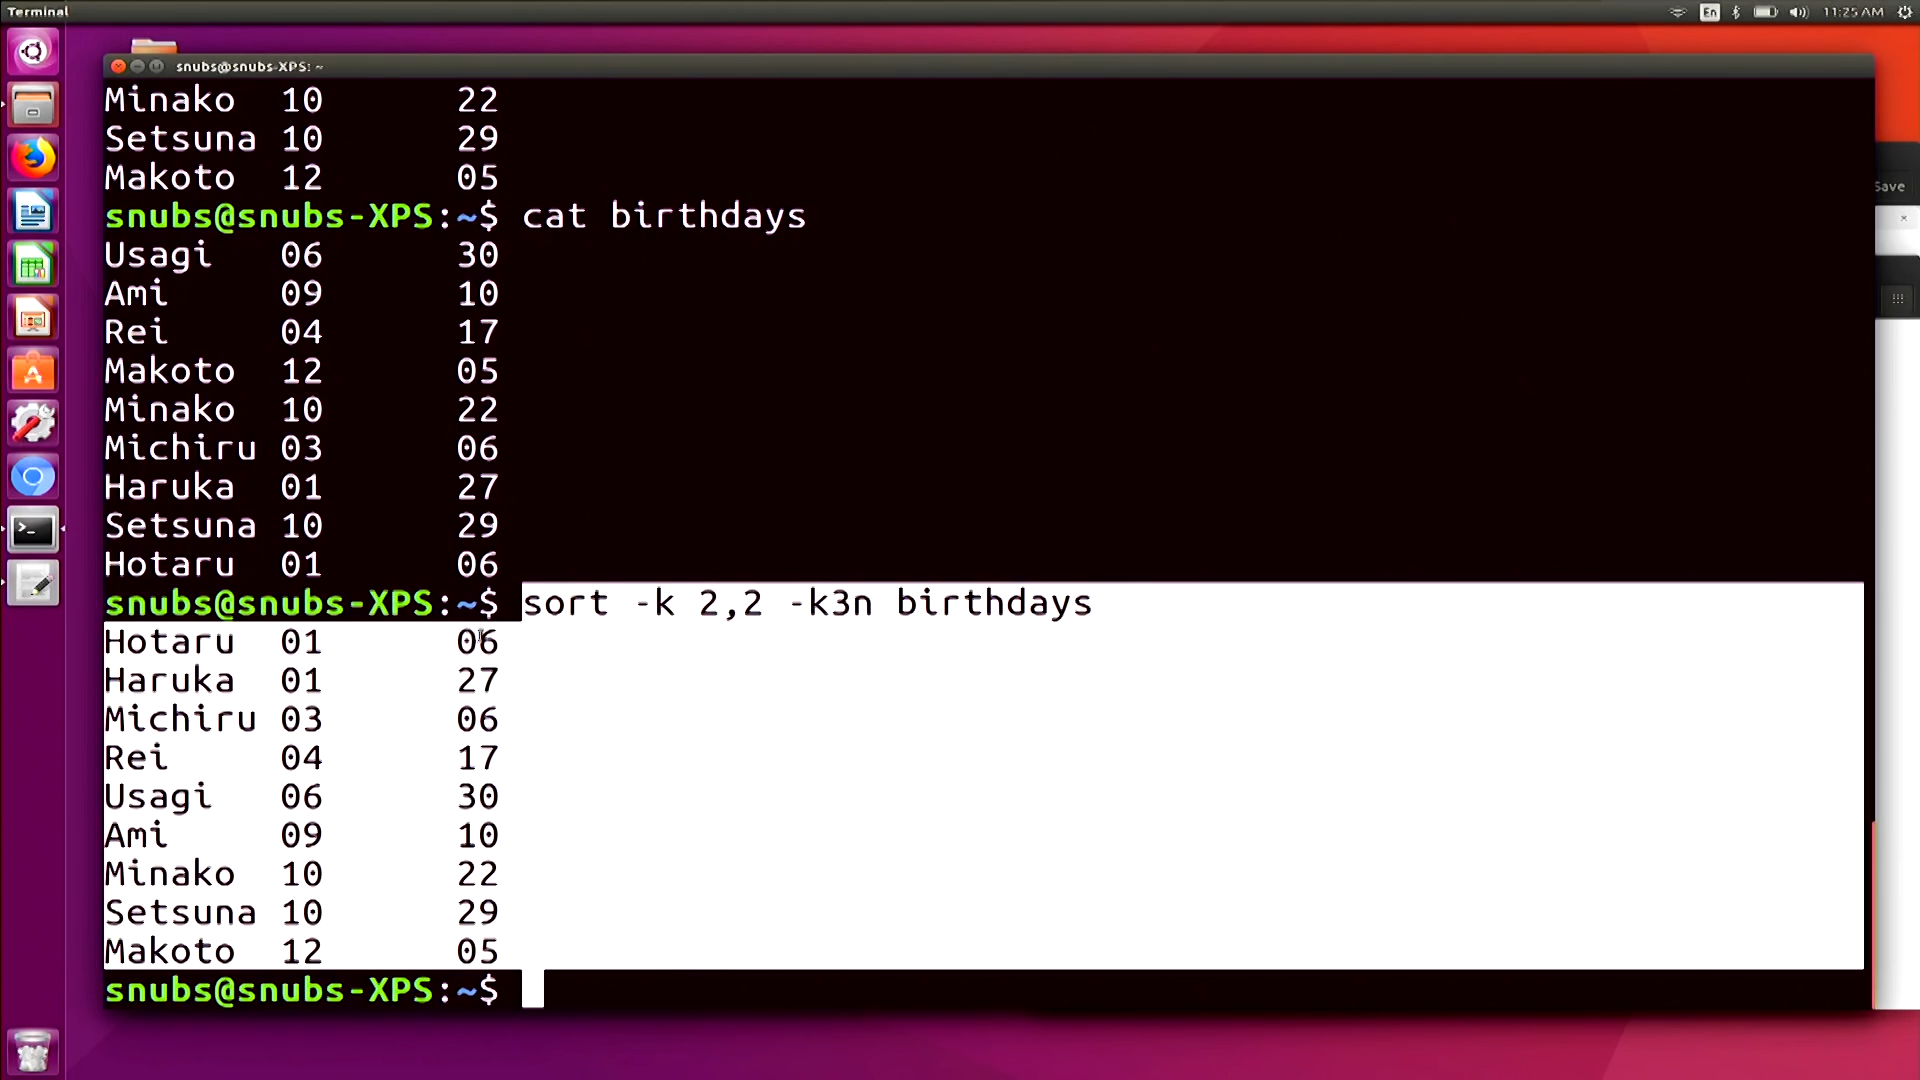 Terminal
En
11:25 AM
snubs@snubs-XPS: ~
Minako 10 22
Setsuna 10 29
Makoto 12 05
snubs@snubs-XPS:~$ cat birthdays
Usagi 06 30
Ami 09 10
Rei 04 17
Makoto 12 05
Minako 10 22
Michiru 03 06
Haruka 01 27
Setsuna 10 29
Hotaru 01 06
snubs@snubs-XPS:~$ sort -k 2,2 -k3n birthdays
Hotaru 01 06
Haruka 01 27
Michiru 03 06
Rei 04 17
Usagi 06 30
Ami 09 10
Minako 10 22
Setsuna 10 29
Makoto 12 05
snubs@snubs-XPS:~$
Save